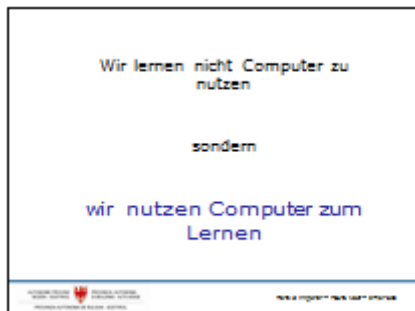 Wir lernen nicht Computer zu
nutzen
sondern
wir nutzen Computer zum
Lernen